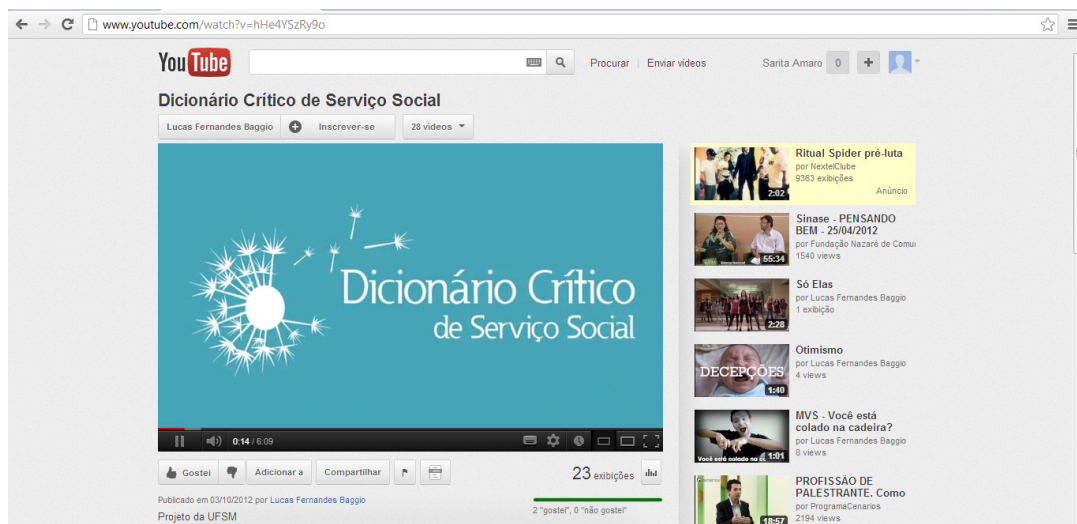 www.youtube.com/watch?v=hHe4YSzRy9o
YouTube
Procurar
Enviar vídeos
Sarita Amaro
0
+
Dicionário Crítico de Serviço Social
Lucas Fernandes Baggio
Inscrever-se
28 vídeos
Dicionário Crítico
de Serviço Social
0:14 / 6:09
Gostei
Adicionar a
Compartilhar
23 exibições
Publicado em 03/10/2012 por Lucas Fernandes Baggio
Projeto da UFSM
2 "gostei", 0 "não gostei"
2:02
Ritual Spider pré-luta
por NextelClube
9363 exibições
Anúncio
55:34
Sinase - PENSANDO
BEM - 25/04/2012
por Fundação Nazaré de Comu
1540 views
2:28
Só Elas
por Lucas Fernandes Baggio
1 exibição
DECEPÇÕES
1:40
Otimismo
por Lucas Fernandes Baggio
4 views
Você está colado na
1:01
MVS - Você está
colado na cadeira?
por Lucas Fernandes Baggio
8 views
18:57
PROFISSÃO DE
PALESTRANTE. Como
por ProgramaCenarios
2194 views